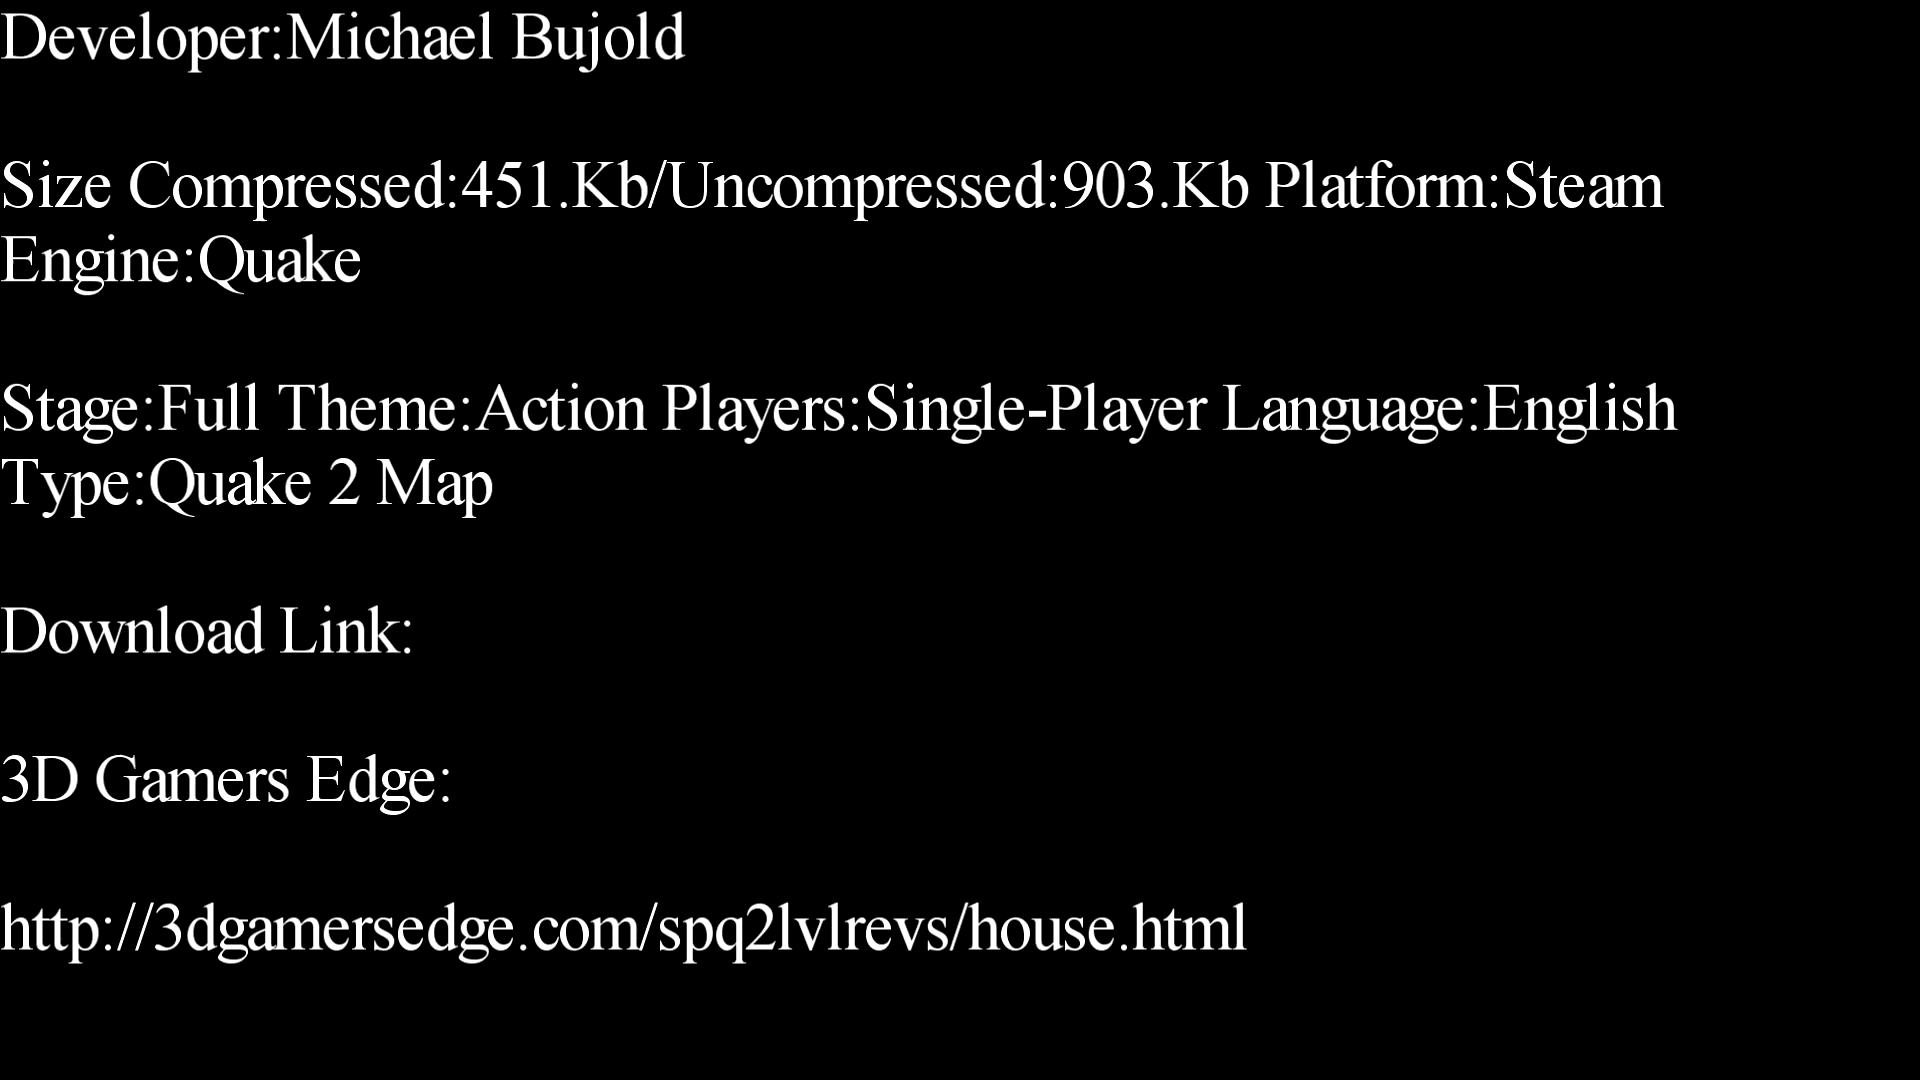 Developer:Michael Bujold
Size Compressed:451.Kb/Uncompressed:903.Kb Platform:Steam
Engine:Quake
Stage:Full Theme:Action Players:Single-Player Language:English
Type:Quake 2 Map
Download Link:
3D Gamers Edge:
http://3dgamersedge.com/spq2lvlrevs/house.html